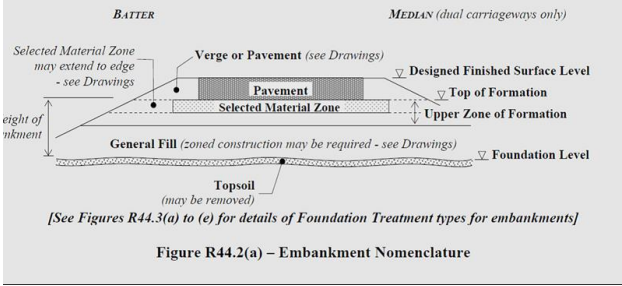 BATTER
MEDIAN (dual carriageways only)
Selected Material Zone
may extend to edge
- see Drawings
Verge or Pavement (see Drawings)
Designed Finished Surface Level
Pavement
Top of Formation
Selected Material Zone
Upper Zone of Formation
eight of
nkment
General Fill (zoned construction may be required - see Drawings)
Foundation Level
Topsoil
(may be removed)
[See Figures R44.3(a) to (e) for details of Foundation Treatment types for embankments]
Figure R44.2(a) – Embankment Nomenclature